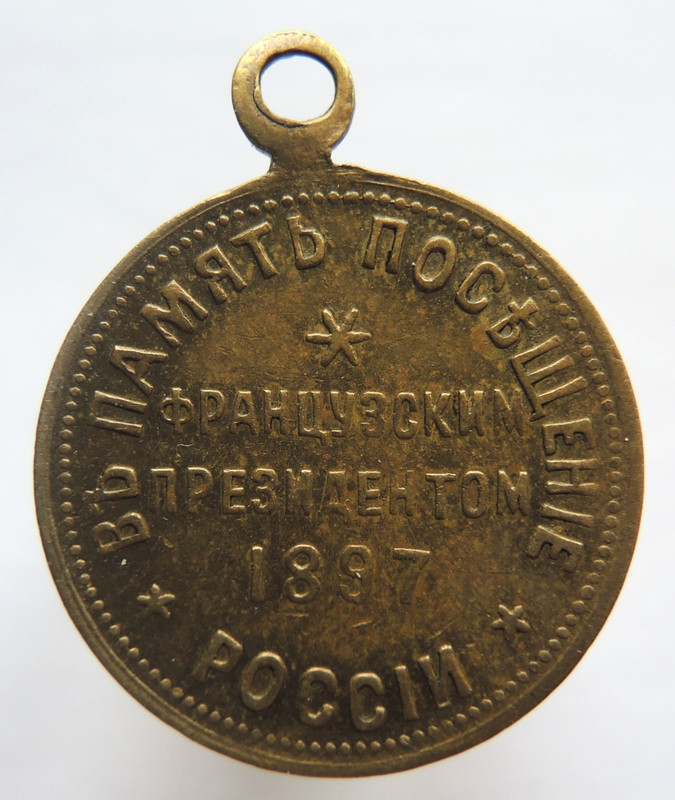 ВЪ ПАМЯТЬ ПОСѢЩЕНІЕ
ФРАНЦУЗСКИМ
ПРЕЗИДЕНТОМ
1897
РОССІИ